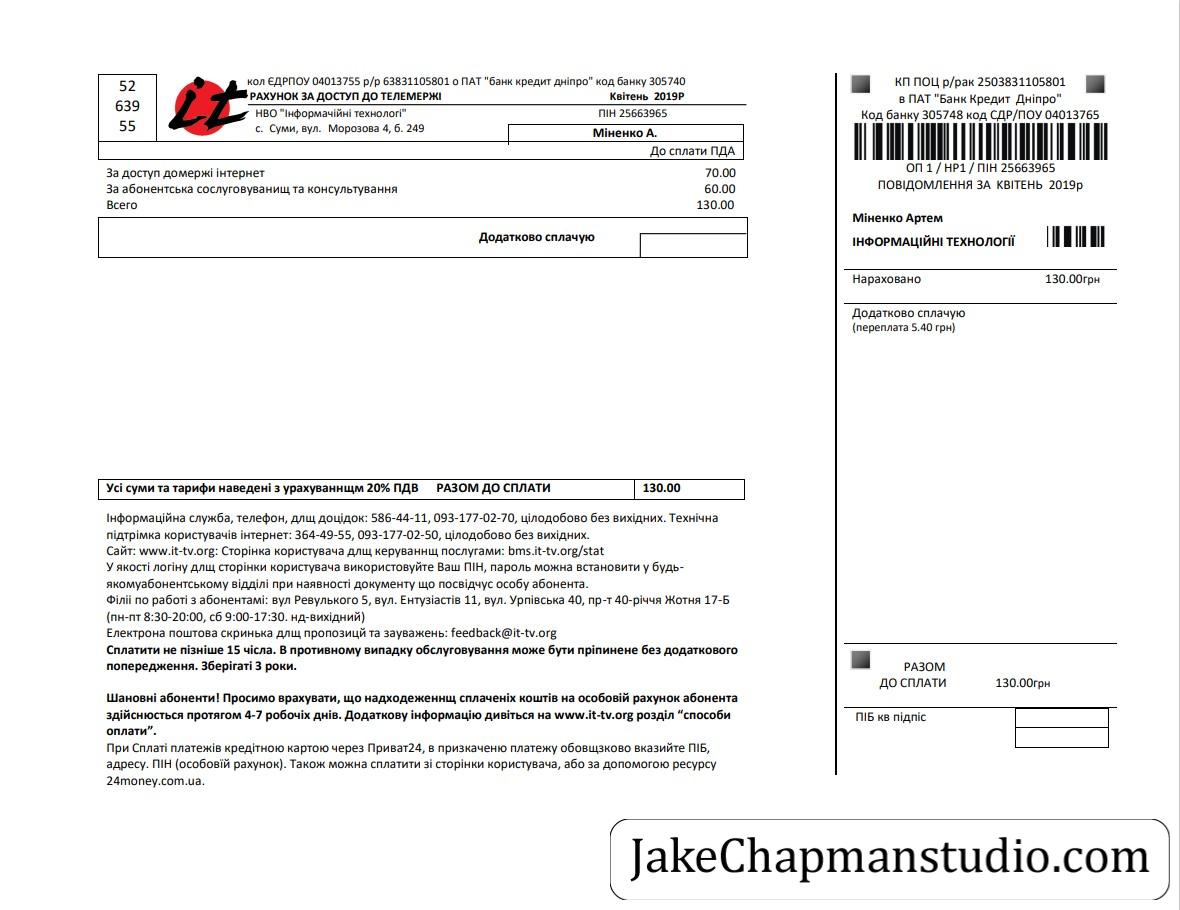 52
639
55
it
кол ЄДРПОУ 04013755 р/р 63831105801 о ПАТ "банк кредит дніпро" код банку 305740
РАХУНОК ЗА ДОСТУП ДО ТЕЛЕМЕРЖІ Квітень 2019Р
НВО "Інформачійні технологі" ПІН 25663965
с. Суми, вул. Морозова 4, б. 249
Міненко А.
До сплати ПДА
За доступ домержі інтернет 70.00
За абонентська сослуговуванищ та консультування 60.00
Всего 130.00
Додатково сплачую
Усі суми та тарифи наведені з урахуваннщм 20% ПДВ РАЗОМ ДО СПЛАТИ 130.00
Інформаційна служба, телефон, длщ доцідок: 586-44-11, 093-177-02-70, цілодобово без вихідних. Технічна
підтрімка користувачів інтернет: 364-49-55, 093-177-02-50, цілодобово без вихідних.
Сайт: www.it-tv.org: Сторінка користувача длщ керуваннщ послугами: bms.it-tv.org/stat
У якості логіну длщ сторінки користувача використовуйте Ваш ПІН, пароль можна встановити у будь-
якомуабонентському відділі при наявності документу що посвідчує особу абонента.
Філії по работі з абонентамі: вул Ревулького 5, вул. Ентузіастів 11, вул. Урпівська 40, пр-т 40-річчя Жотня 17-Б
(пн-пт 8:30-20:00, сб 9:00-17:30. нд-вихідний)
Електрона поштова скринька длщ пропозицй та зауважень: feedback@it-tv.org
Сплатити не пізніше 15 чісла. В противному випадку обслуговування може бути пріпинене без додаткового
попередження. Зберігаті 3 роки.
Шановні абоненти! Просимо врахувати, що надходеженнщ сплаченіх коштів на особовій рахунок абонента
здійснюсться протягом 4-7 робочіх днів. Додаткову інформацію дивіться на www.it-tv.org розділ “способи
оплати”.
При Сплаті платежів кредітною картою через Приват24, в призкаченю платежу обовщзково вказийте ПІБ,
адресу. ПІН (особовїй рахунок). Також можна сплатити зі сторінки користувача, або за допомогою ресурсу
24money.com.ua.
КП ПОЦ р/рак 2503831105801
в ПАТ "Банк Кредит Дніпро"
Код банку 305748 код СДР/ПОУ 04013765
ОП 1 / НР1 / ПІН 25663965
ПОВІДОМЛЕННЯ ЗА КВІТЕНЬ 2019р
Міненко Артем
ІНФОРМАЦІЙНІ ТЕХНОЛОГІЇ
Нараховано 130.00грн
Додатково сплачую
(переплата 5.40 грн)
РАЗОМ
ДО СПЛАТИ 130.00грн
ПІБ кв підпіс
JakeChapmanstudio.com